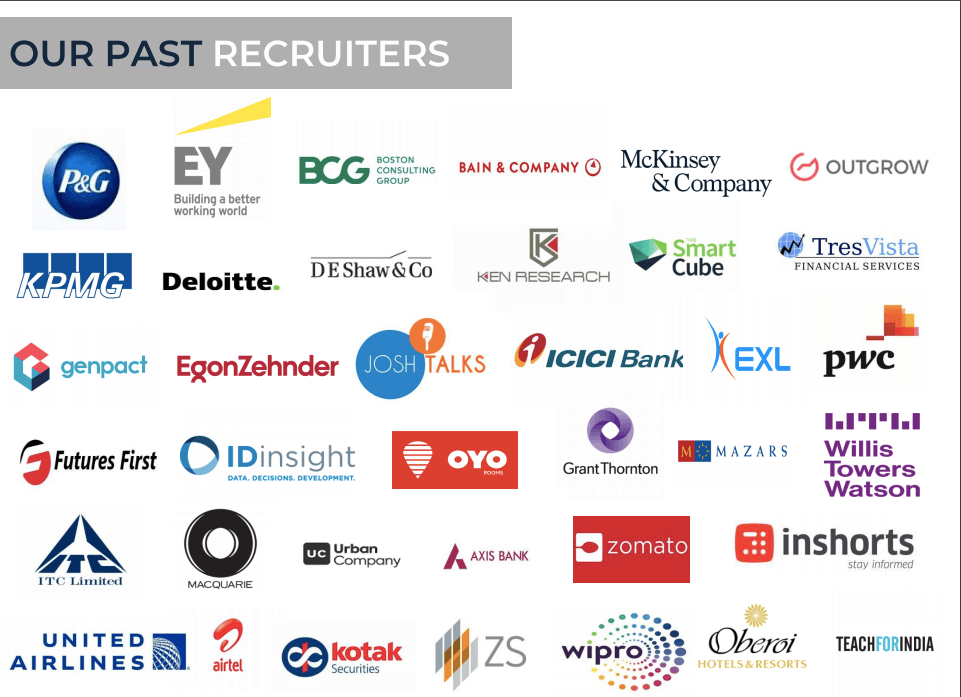 OUR PAST RECRUITERS
P&G
EY
Building a better
working world
BCG
BOSTON
CONSULTING
GROUP
BAIN & COMPANY
McKinsey
& Company
OUTGROW
KPMG
Deloitte.
DE Shaw & Co
K
KEN RESEARCH
THE
Smart
Cube
TresVista
FINANCIAL SERVICES
genpact
EgonZehnder
JOSH TALKS
i ICICI Bank
EXL
pwc
Futures First
IDinsight
DATA. DECISIONS. DEVELOPMENT.
OYO
ROOMS
Grant Thornton
M MAZARS
Willis
Towers
Watson
ITC
ITC Limited
MACQUARIE
UC
Urban
Company
AXIS BANK
zomato
inshorts
stay informed
UNITED
AIRLINES
airtel
kotak
Securities
ZS
wipro
Oberoi
HOTELS & RESORTS
TEACHFORINDIA